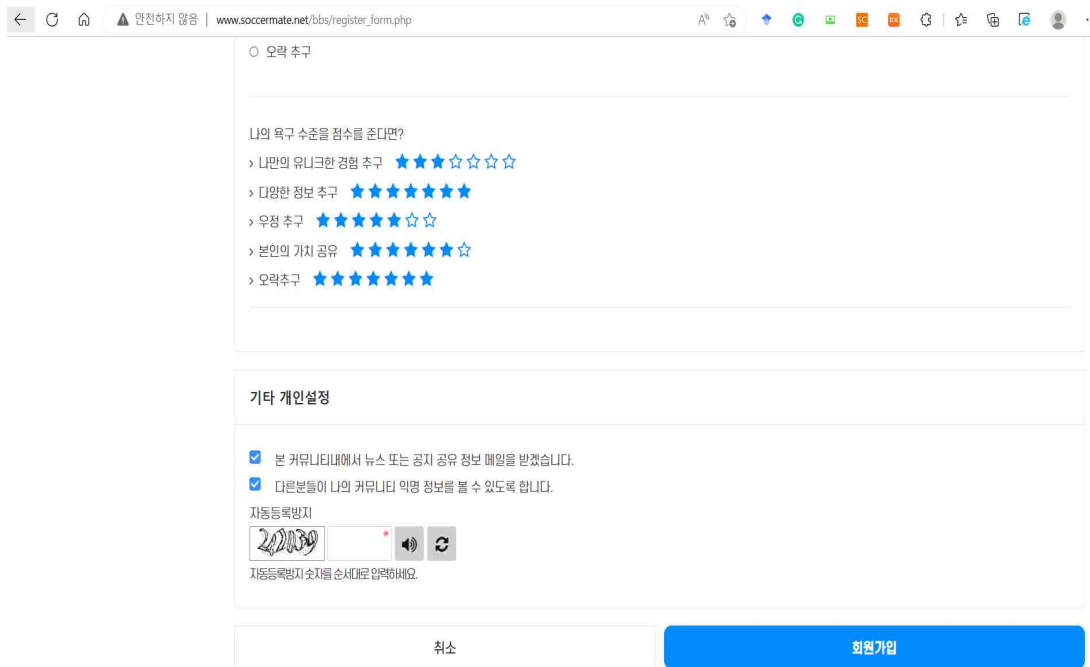 안전하지 않음 | www.soccermate.net/bbs/register_form.php
오락 추구
나의 욕구 수준을 점수를 준다면?
› 나만의 유니크한 경험 추구 ★★★☆☆☆☆
› 다양한 정보 추구 ★★★★★★★
› 우정 추구 ★★★★★☆☆
› 본인의 가치 공유 ★★★★★★☆
› 오락추구 ★★★★★★★
기타 개인설정
본 커뮤니티내에서 뉴스 또는 공지 공유 정보 메일을 받겠습니다.
다른분들이 나의 커뮤니티 익명 정보를 볼 수 있도록 합니다.
자동등록방지
*
자동등록방지 숫자를 순서대로 입력하세요.
취소 회원가입